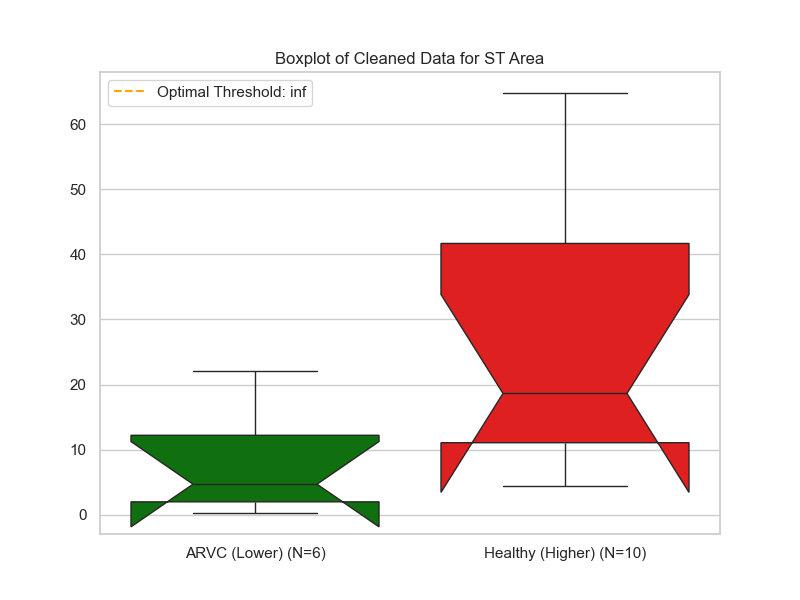 Boxplot of Cleaned Data for ST Area
Optimal Threshold: inf
60
50
40
30
20
10
0
ARVC (Lower) (N=6)
Healthy (Higher) (N=10)